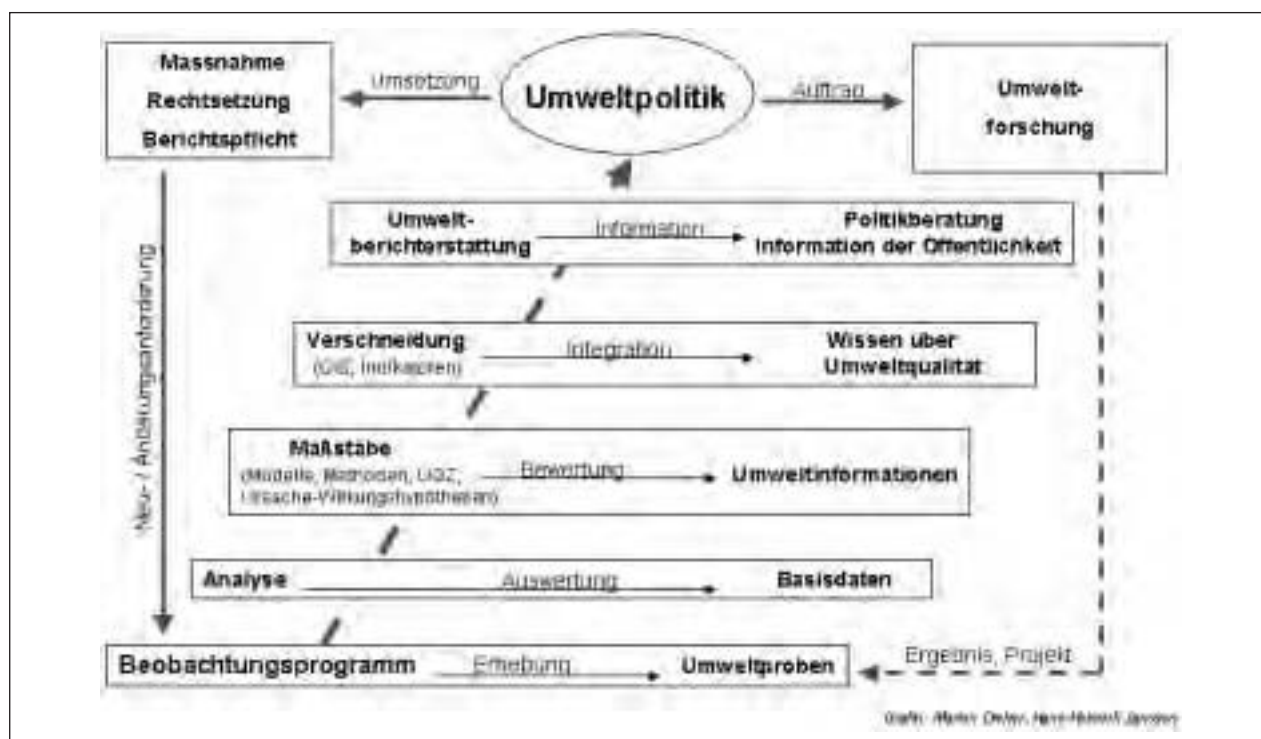 Massnahme
Rechtsetzung
Berichtspflicht
Umsetzung
Umweltpolitik
Auftrag
Umwelt-
forschung
Umwelt-
berichterstattung
Information
Politikberatung
Information der Öffentlichkeit
Neu- / Änderungsanforderung
Verschneidung
(GIS, Indikatoren)
Integration
Wissen über
Umweltqualität
Maßstäbe
(Modelle, Methoden, UQZ,
Ursache-Wirkungshypothesen)
Bewertung
Umweltinformationen
Analyse
Auswertung
Basisdaten
Beobachtungsprogramm
Erhebung
Umweltproben
Ergebnis, Projekt
Grafik: